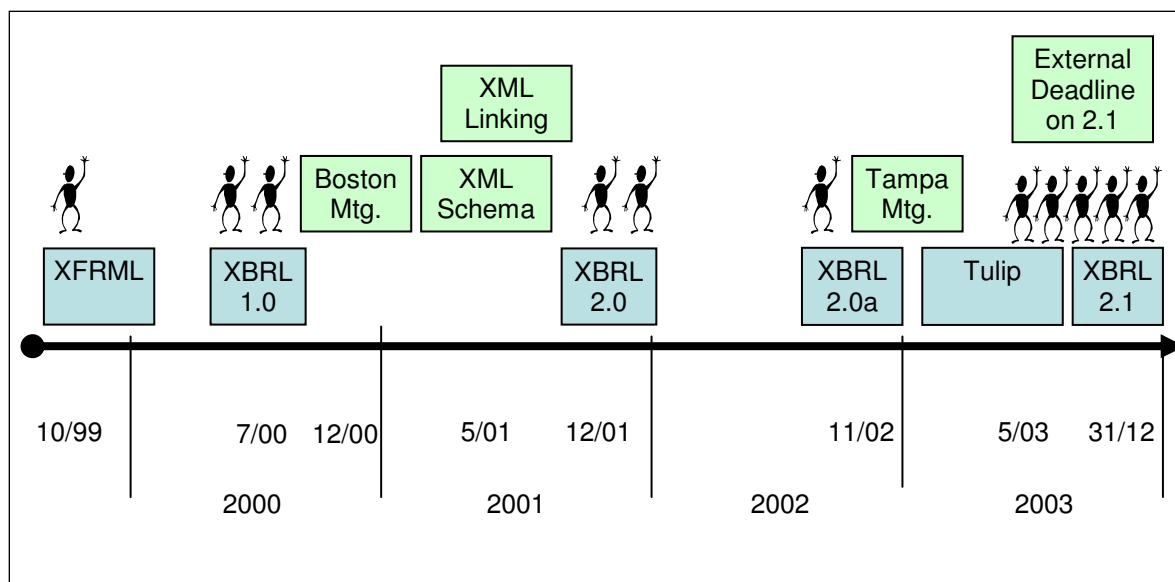 External
Deadline
on 2.1
XML
Linking
Boston
Mtg.
XML
Schema
Tampa
Mtg.
XFRML
XBRL
1.0
XBRL
2.0
XBRL
2.0a
Tulip
XBRL
2.1
10/99
7/00
12/00
5/01
12/01
11/02
5/03
31/12
2000
2001
2002
2003